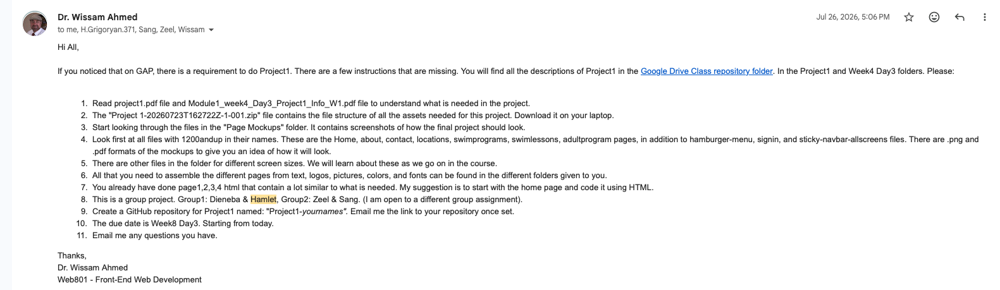 Dr. Wissam Ahmed
Jul 26, 2026, 5:06 PM
to me, H.Grigoryan.371, Sang, Zeel, Wissam
Hi All,
If you noticed that on GAP, there is a requirement to do Project1. There are a few instructions that are missing. You will find all the descriptions of Project1 in the Google Drive Class repository folder. In the Project1 and Week4 Day3 folders. Please:
1. Read project1.pdf file and Module1_week4_Day3_Project1_Info_W1.pdf file to understand what is needed in the project.
2. The "Project 1-20260723T162722Z-1-001.zip" file contains the file structure of all the assets needed for this project. Download it on your laptop.
3. Start looking through the files in the "Page Mockups" folder. It contains screenshots of how the final project should look.
4. Look first at all files with 1200andup in their names. These are the Home, about, contact, locations, swimprograms, swimlessons, adultprogram pages, in addition to hamburger-menu, signin, and sticky-navbar-allscreens files. There are .png and
.pdf formats of the mockups to give you an idea of how it will look.
5. There are other files in the folder for different screen sizes. We will learn about these as we go on in the course.
6. All that you need to assemble the different pages from text, logos, pictures, colors, and fonts can be found in the different folders given to you.
7. You already have done page1,2,3,4 html that contain a lot similar to what is needed. My suggestion is to start with the home page and code it using HTML.
8. This is a group project. Group1: Dieneba & Hamlet, Group2: Zeel & Sang. (I am open to a different group assignment).
9. Create a GitHub repository for Project1 named: "Project1-yournames". Email me the link to your repository once set.
10. The due date is Week8 Day3. Starting from today.
11. Email me any questions you have.
Thanks,
Dr. Wissam Ahmed
Web801 - Front-End Web Development